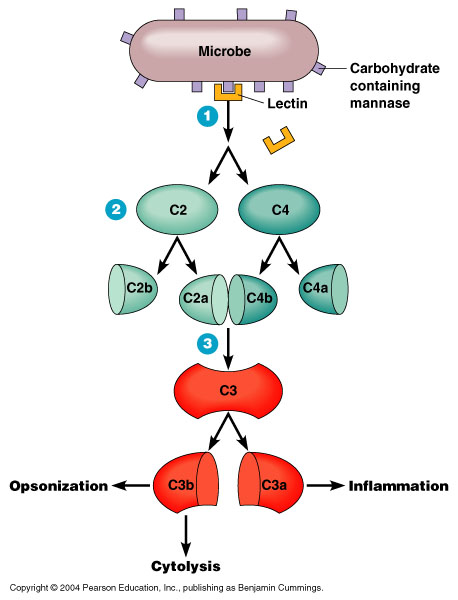 Microbe
Carbohydrate
containing
mannase
Lectin
1
2
C2
C4
C2b
C2a
C4b
C4a
3
C3
C3b
C3a
Opsonization
Inflammation
Cytolysis
Copyright © 2004 Pearson Education, Inc., publishing as Benjamin Cummings.